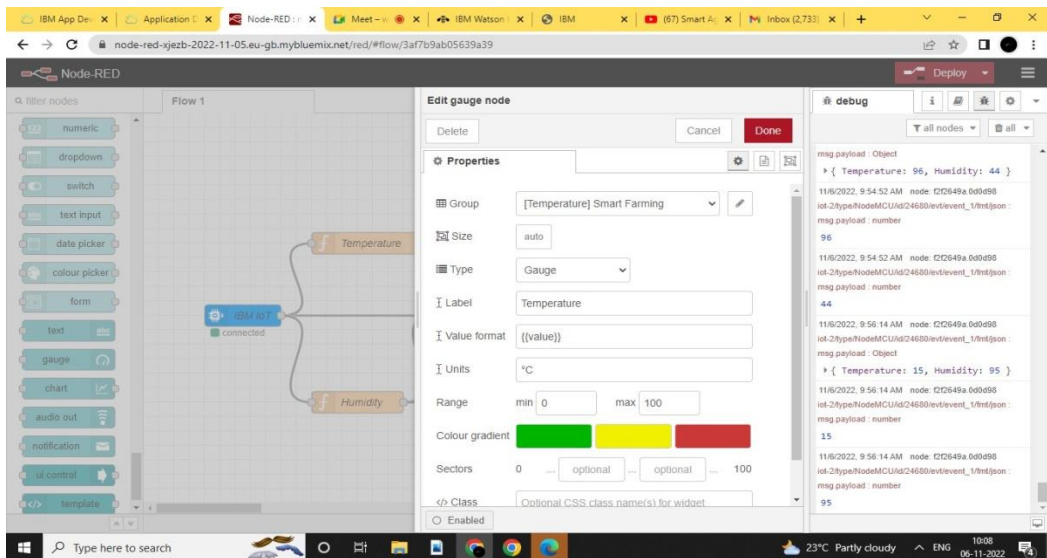 IBM App Dev
Application D
Node-RED : n
Meet – w
IBM Watson
IBM
(67) Smart Ag
Inbox (2,733)
node-red-xjezb-2022-11-05.eu-gb.mybluemix.net/red/#flow/3af7b9ab05639a39
Node-RED
Deploy
filter nodes
numeric
dropdown
switch
text input
date picker
colour picker
form
text
abc
gauge
chart
audio out
notification
ui control
template
Flow 1
Temperature
IBM IoT
connected
Humidity
Edit gauge node
Delete
Cancel
Done
Properties
Group
[Temperature] Smart Farming
Size
auto
Type
Gauge
Label
Temperature
Value format
{{value}}
Units
°C
Range
min 0
max 100
Colour gradient
Sectors
0 ... optional ... optional ... 100
</> Class
Optional CSS class name(s) for widget
Enabled
debug
all nodes
all
msg.payload : Object
{ Temperature: 96, Humidity: 44 }
11/6/2022, 9:54:52 AM node: f2f2649a.0d0d98
iot-2/type/NodeMCU/id/24680/evt/event_1/fmt/json :
msg.payload : number
96
11/6/2022, 9:54:52 AM node: f2f2649a.0d0d98
iot-2/type/NodeMCU/id/24680/evt/event_1/fmt/json :
msg.payload : number
44
11/6/2022, 9:56:14 AM node: f2f2649a.0d0d98
iot-2/type/NodeMCU/id/24680/evt/event_1/fmt/json :
msg.payload : Object
{ Temperature: 15, Humidity: 95 }
11/6/2022, 9:56:14 AM node: f2f2649a.0d0d98
iot-2/type/NodeMCU/id/24680/evt/event_1/fmt/json :
msg.payload : number
15
11/6/2022, 9:56:14 AM node: f2f2649a.0d0d98
iot-2/type/NodeMCU/id/24680/evt/event_1/fmt/json :
msg.payload : number
95
Type here to search
23°C Partly cloudy
ENG
10:08
06-11-2022